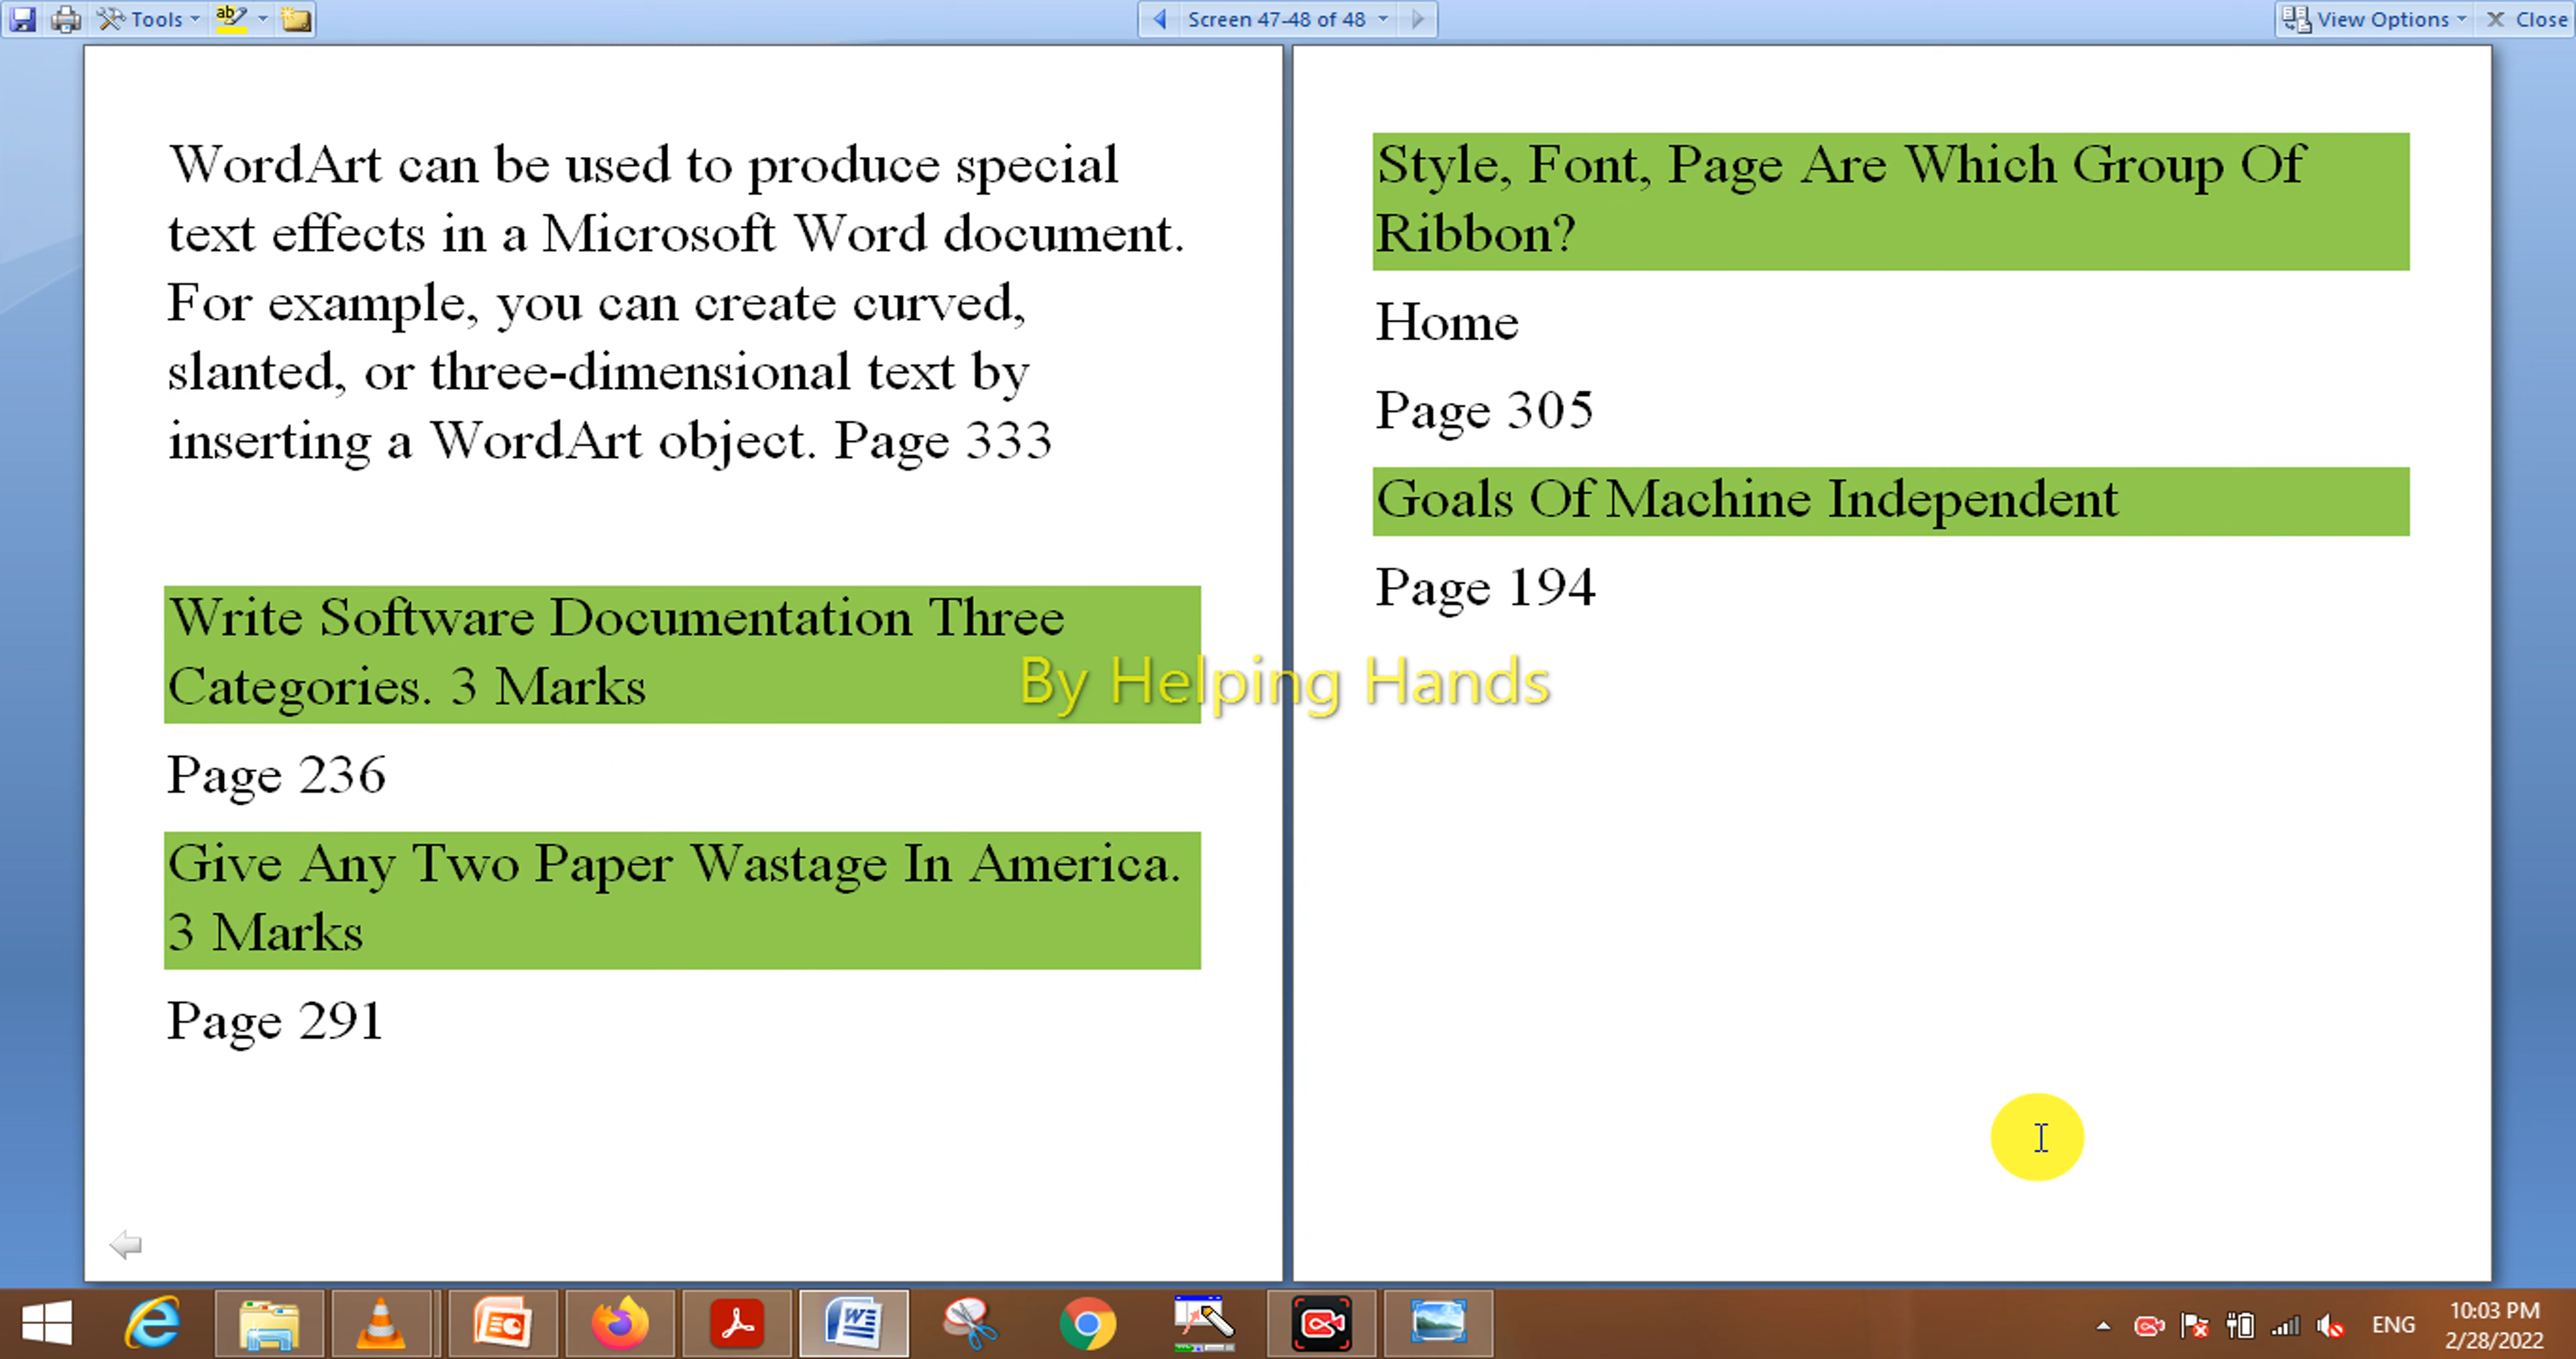 Tools
Screen 47-48 of 48
View Options
Close
WordArt can be used to produce special
text effects in a Microsoft Word document.
For example, you can create curved,
slanted, or three-dimensional text by
inserting a WordArt object. Page 333
Write Software Documentation Three
Categories. 3 Marks
Page 236
Give Any Two Paper Wastage In America.
3 Marks
Page 291
Style, Font, Page Are Which Group Of
Ribbon?
Home
Page 305
Goals Of Machine Independent
Page 194
By Helping Hands
ENG
10:03 PM
2/28/2022